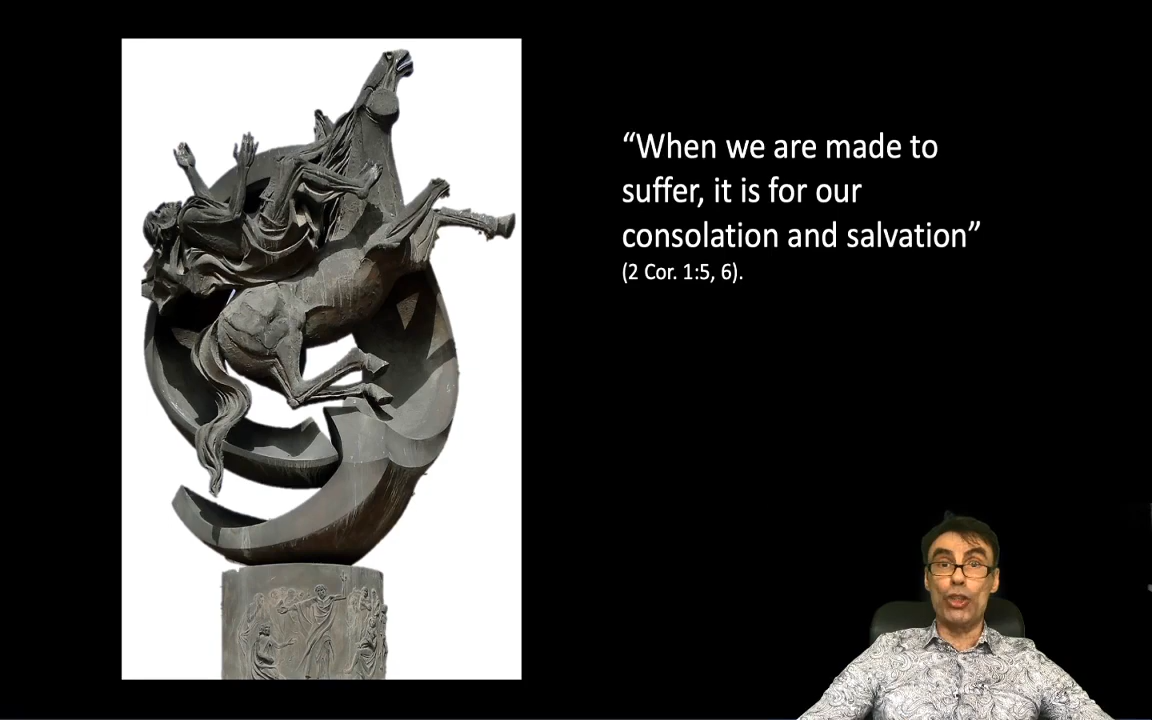 “When we are made to
suffer, it is for our
consolation and salvation”
(2 Cor. 1:5, 6).